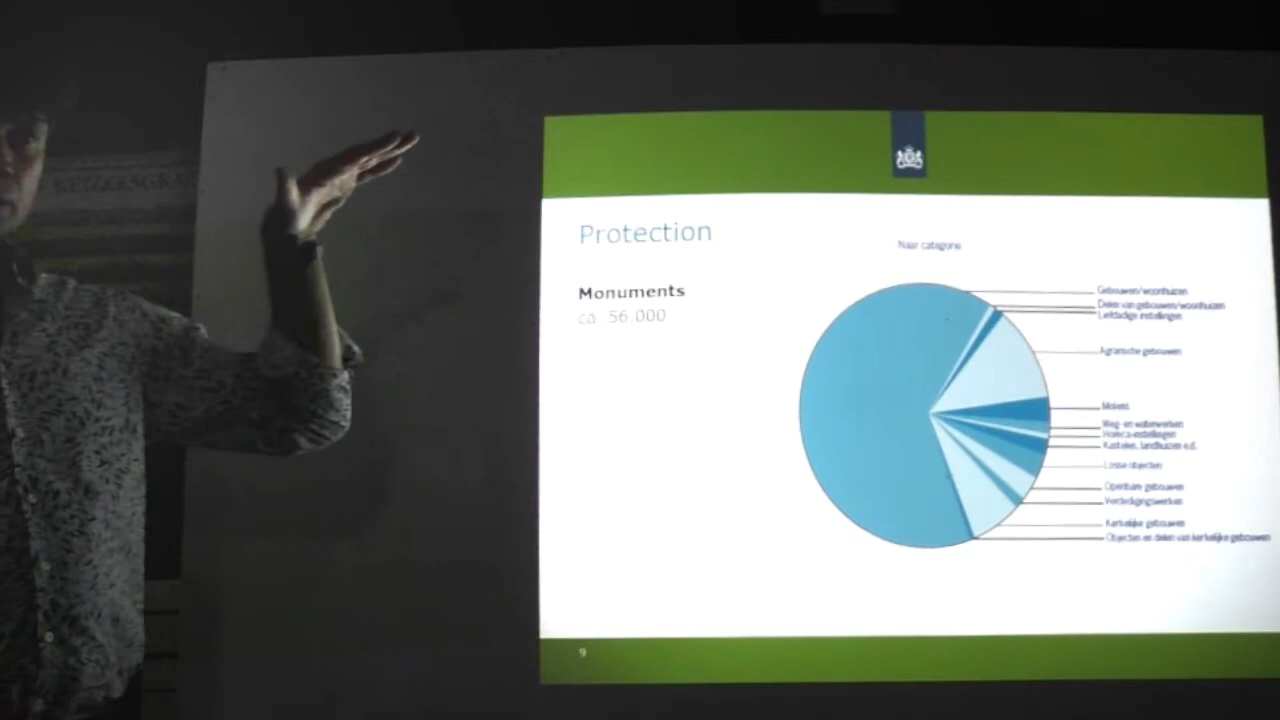 KEIZERSGRA
Protection
Naar categorie
Monuments
ca 56.000
Gebouwen/woonhuizen
Delen van gebouwen/woonhuizen
Liefdadige instellingen
Agrarische gebouwen
Molens
Weg- en waterwerken
Horeca-instellingen
Kastelen, landhuizen e.d.
Losse objecten
Openbare gebouwen
Verdedigingswerken
Kerkelijke gebouwen
Objecten en delen van kerkelijke gebouwen
9